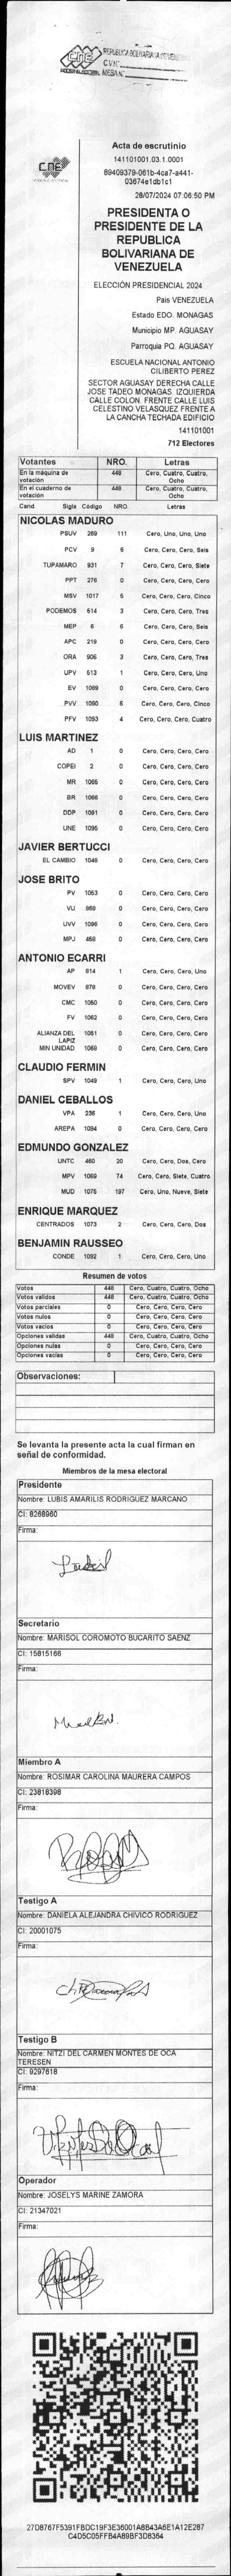 CNE
PODER ELECTORAL
REPUBLICA BOLIVARIANA DE VENEZUELA
C.V.N°
MESA N°
CNE
Acta de escrutinio
141101001.03.1.0001
89409379-061b-4ca7-a441-
03674e1db1c1
28/07/2024 07:06:50 PM
PRESIDENTA O
PRESIDENTE DE LA
REPUBLICA
BOLIVARIANA DE
VENEZUELA
ELECCIÓN PRESIDENCIAL 2024
Pais VENEZUELA
Estado EDO. MONAGAS
Municipio MP. AGUASAY
Parroquia PQ. AGUASAY
ESCUELA NACIONAL ANTONIO
CILIBERTO PEREZ
SECTOR AGUASAY DERECHA CALLE
JOSE TADEO MONAGAS. IZQUIERDA
CALLE COLON. FRENTE CALLE LUIS
CELESTINO VELASQUEZ FRENTE A
LA CANCHA TECHADA EDIFICIO
141101001
712 Electores
Votantes NRO. Letras
En la máquina de votación 448 Cero, Cuatro, Cuatro, Ocho
En el cuaderno de votación 448 Cero, Cuatro, Cuatro, Ocho
Cand. Sigla Código NRO. Letras
NICOLAS MADURO
PSUV 269 111 Cero, Uno, Uno, Uno
PCV 9 6 Cero, Cero, Cero, Seis
TUPAMARO 931 7 Cero, Cero, Cero, Siete
PPT 276 0 Cero, Cero, Cero, Cero
MSV 1017 5 Cero, Cero, Cero, Cinco
PODEMOS 514 3 Cero, Cero, Cero, Tres
MEP 6 6 Cero, Cero, Cero, Seis
APC 219 0 Cero, Cero, Cero, Cero
ORA 906 3 Cero, Cero, Cero, Tres
UPV 513 1 Cero, Cero, Cero, Uno
EV 1089 0 Cero, Cero, Cero, Cero
PVV 1090 5 Cero, Cero, Cero, Cinco
PFV 1093 4 Cero, Cero, Cero, Cuatro
LUIS MARTINEZ
AD 1 0 Cero, Cero, Cero, Cero
COPEI 2 0 Cero, Cero, Cero, Cero
MR 1065 0 Cero, Cero, Cero, Cero
BR 1066 0 Cero, Cero, Cero, Cero
DDP 1091 0 Cero, Cero, Cero, Cero
UNE 1095 0 Cero, Cero, Cero, Cero
JAVIER BERTUCCI
EL CAMBIO 1048 0 Cero, Cero, Cero, Cero
JOSE BRITO
PV 1053 0 Cero, Cero, Cero, Cero
VU 868 0 Cero, Cero, Cero, Cero
UVV 1096 0 Cero, Cero, Cero, Cero
MPJ 458 0 Cero, Cero, Cero, Cero
ANTONIO ECARRI
AP 814 1 Cero, Cero, Cero, Uno
MOVEV 878 0 Cero, Cero, Cero, Cero
CMC 1050 0 Cero, Cero, Cero, Cero
FV 1062 0 Cero, Cero, Cero, Cero
ALIANZA DEL LAPIZ 1051 0 Cero, Cero, Cero, Cero
MIN UNIDAD 1068 0 Cero, Cero, Cero, Cero
CLAUDIO FERMIN
SPV 1049 1 Cero, Cero, Cero, Uno
DANIEL CEBALLOS
VPA 236 1 Cero, Cero, Cero, Uno
AREPA 1094 0 Cero, Cero, Cero, Cero
EDMUNDO GONZALEZ
UNTC 460 20 Cero, Cero, Dos, Cero
MPV 1069 74 Cero, Cero, Siete, Cuatro
MUD 1075 197 Cero, Uno, Nueve, Siete
ENRIQUE MARQUEZ
CENTRADOS 1073 2 Cero, Cero, Cero, Dos
BENJAMIN RAUSSEO
CONDE 1092 1 Cero, Cero, Cero, Uno
Resumen de votos
Votos 448 Cero, Cuatro, Cuatro, Ocho
Votos validos 448 Cero, Cuatro, Cuatro, Ocho
Votos parciales 0 Cero, Cero, Cero, Cero
Votos nulos 0 Cero, Cero, Cero, Cero
Votos vacios 0 Cero, Cero, Cero, Cero
Opciones validas 448 Cero, Cuatro, Cuatro, Ocho
Opciones nulas 0 Cero, Cero, Cero, Cero
Opciones vacias 0 Cero, Cero, Cero, Cero
Observaciones:
Se levanta la presente acta la cual firman en
señal de conformidad.
Miembros de la mesa electoral
Presidente
Nombre: LUBIS AMARILIS RODRIGUEZ MARCANO
CI: 8268960
Firma:
Secretario
Nombre: MARISOL COROMOTO BUCARITO SAENZ
CI: 15815166
Firma:
Miembro A
Nombre: ROSIMAR CAROLINA MAURERA CAMPOS
CI: 23818398
Firma:
Testigo A
Nombre: DANIELA ALEJANDRA CHIVICO RODRIGUEZ
CI: 20001075
Firma:
Testigo B
Nombre: NITZI DEL CARMEN MONTES DE OCA
TERESEN
CI: 9297618
Firma:
Operador
Nombre: JOSELYS MARINE ZAMORA
CI: 21347021
Firma:
27D8767F5391FBDC19F3E36001A8B43A6E1A12E287
C4D5C05FFB4A89BF3D8364